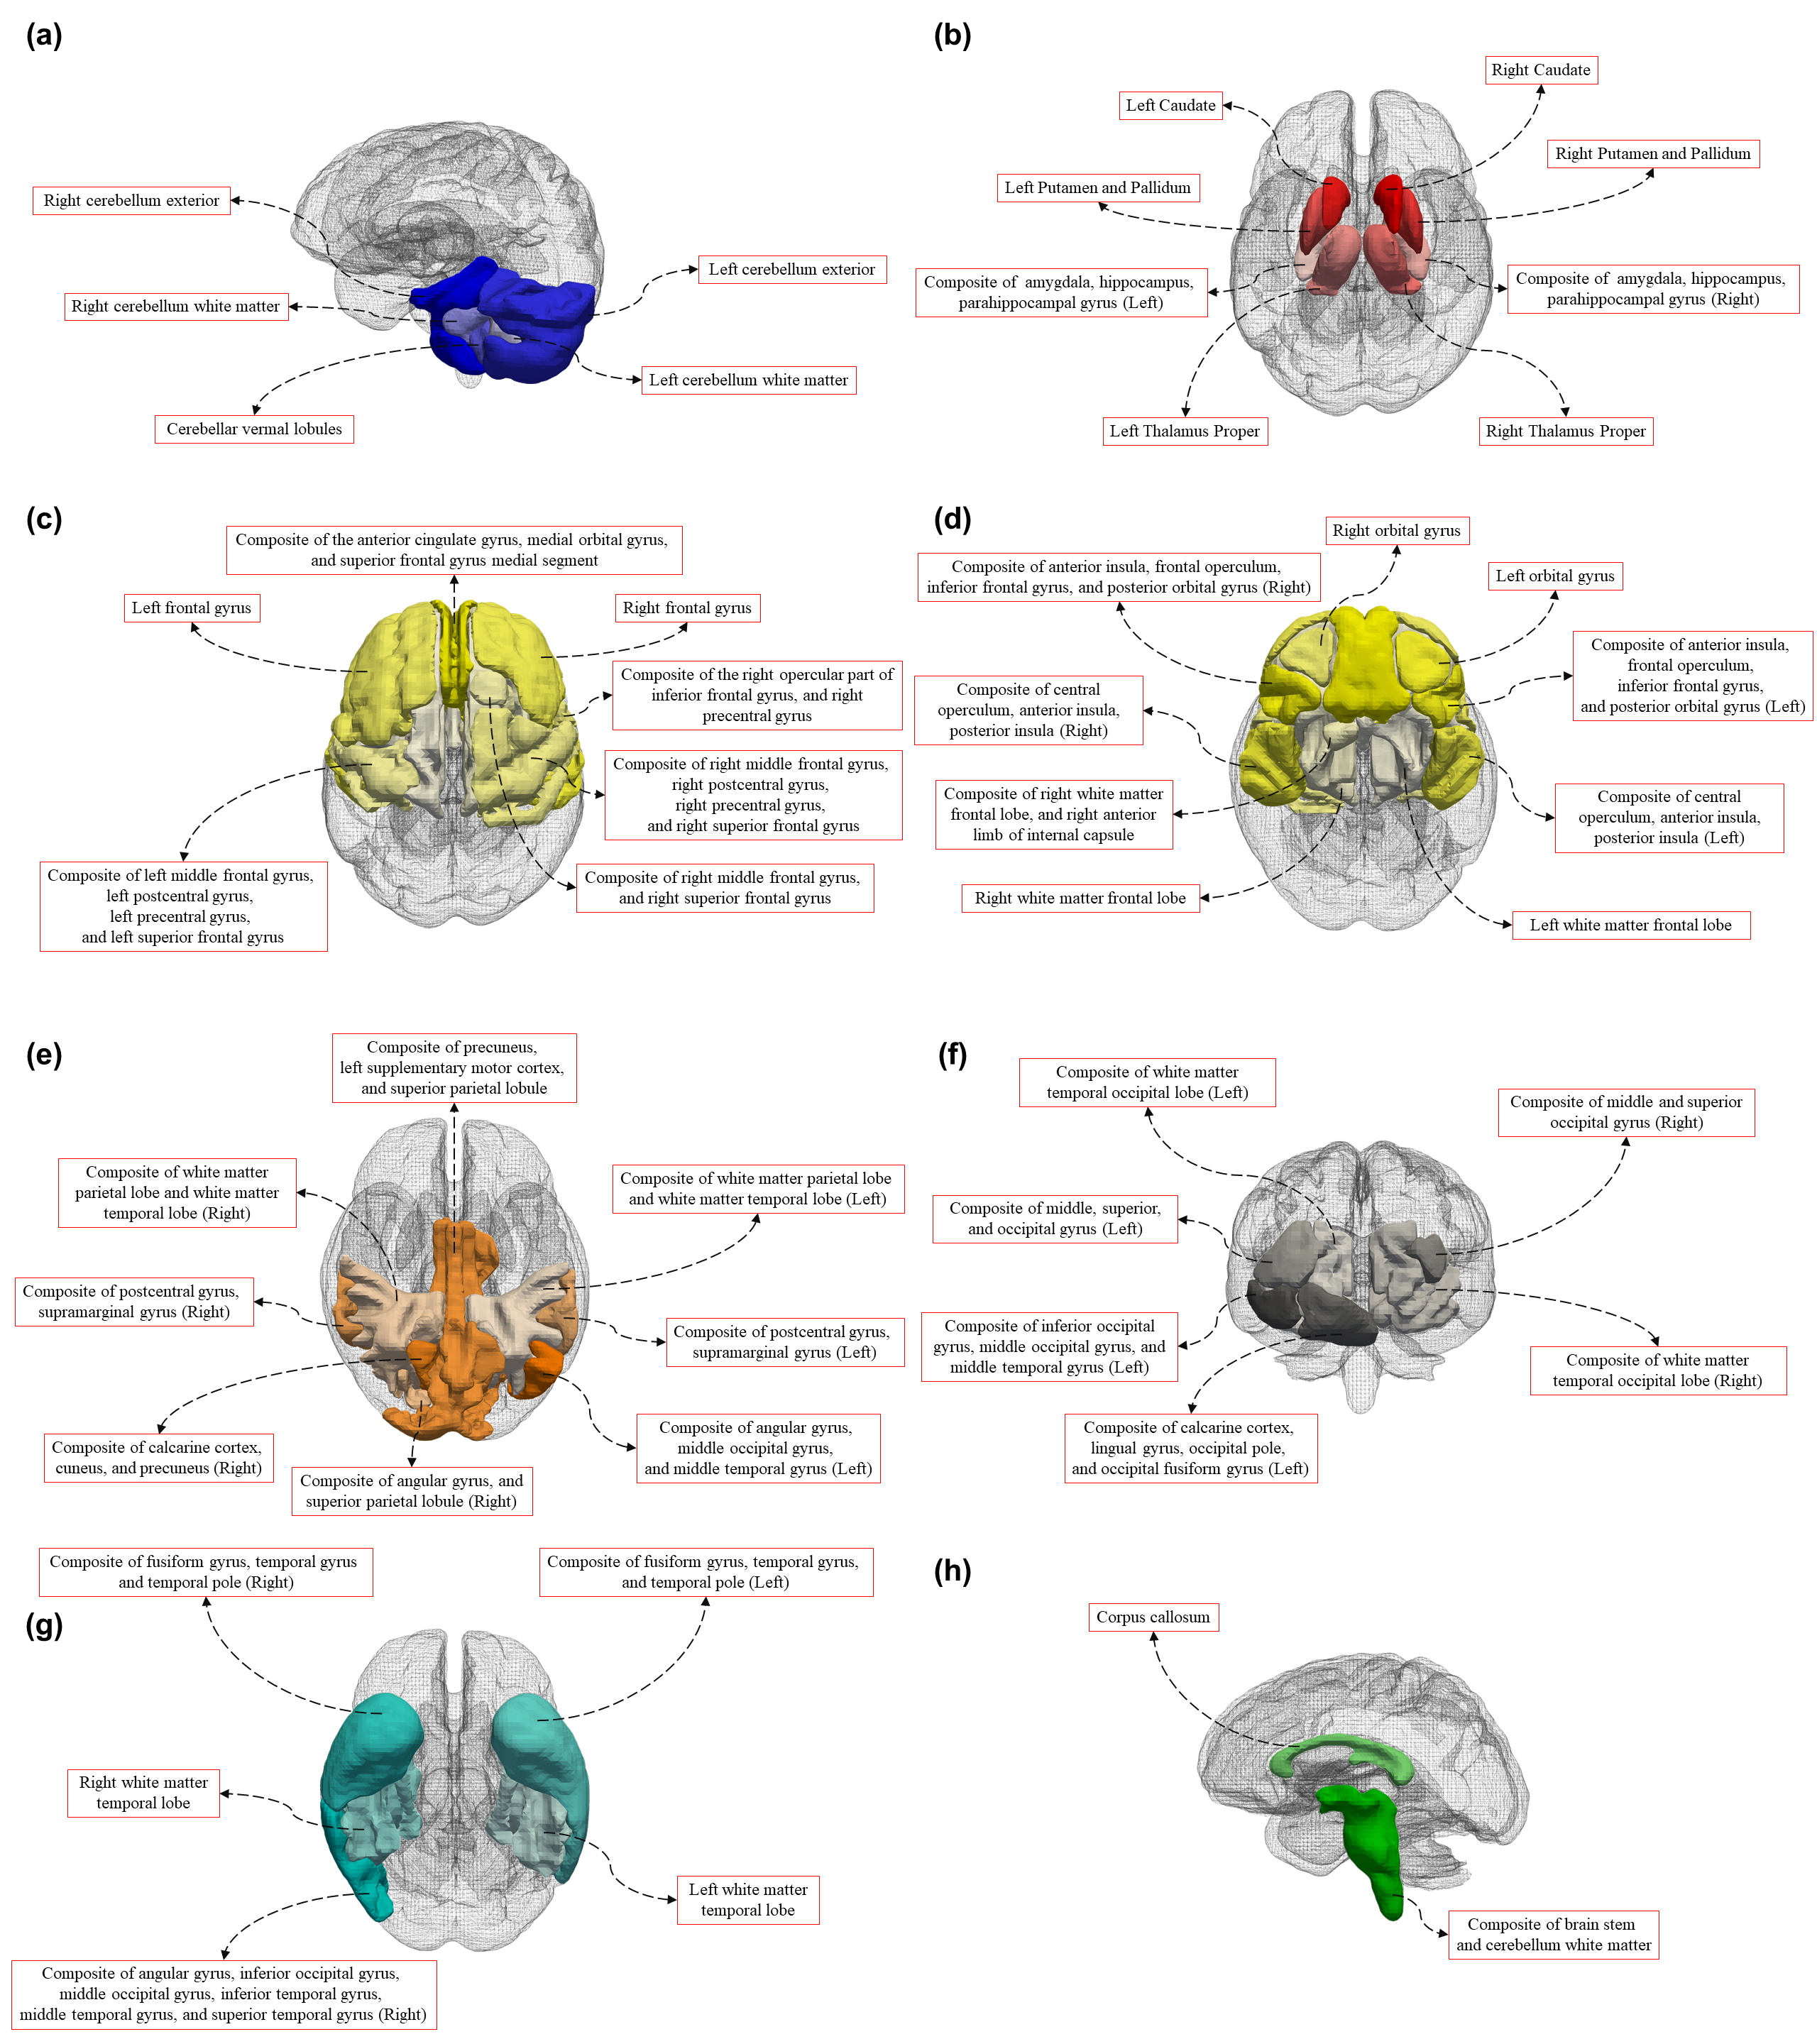 (a)
Right cerebellum exterior
Left cerebellum exterior
Right cerebellum white matter
Left cerebellum white matter
Cerebellar vermal lobules
(b)
Right Caudate
Left Caudate
Right Putamen and Pallidum
Left Putamen and Pallidum
Composite of amygdala, hippocampus,
parahippocampal gyrus (Left)
Composite of amygdala, hippocampus,
parahippocampal gyrus (Right)
Left Thalamus Proper
Right Thalamus Proper
(c)
Composite of the anterior cingulate gyrus, medial orbital gyrus,
and superior frontal gyrus medial segment
Left frontal gyrus
Right frontal gyrus
Composite of the right opercular part of
inferior frontal gyrus, and right
precentral gyrus
Composite of right middle frontal gyrus,
right postcentral gyrus,
right precentral gyrus,
and right superior frontal gyrus
Composite of left middle frontal gyrus,
left postcentral gyrus,
left precentral gyrus,
and left superior frontal gyrus
Composite of right middle frontal gyrus,
and right superior frontal gyrus
(d)
Right orbital gyrus
Composite of anterior insula, frontal operculum,
inferior frontal gyrus, and posterior orbital gyrus (Right)
Left orbital gyrus
Composite of anterior insula,
frontal operculum,
inferior frontal gyrus,
and posterior orbital gyrus (Left)
Composite of central
operculum, anterior insula,
posterior insula (Right)
Composite of right white matter
frontal lobe, and right anterior
limb of internal capsule
Composite of central
operculum, anterior insula,
posterior insula (Left)
Right white matter frontal lobe
Left white matter frontal lobe
(e)
Composite of precuneus,
left supplementary motor cortex,
and superior parietal lobule
Composite of white matter
parietal lobe and white matter
temporal lobe (Right)
Composite of white matter parietal lobe
and white matter temporal lobe (Left)
Composite of postcentral gyrus,
supramarginal gyrus (Right)
Composite of postcentral gyrus,
supramarginal gyrus (Left)
Composite of calcarine cortex,
cuneus, and precuneus (Right)
Composite of angular gyrus,
middle occipital gyrus,
and middle temporal gyrus (Left)
Composite of angular gyrus, and
superior parietal lobule (Right)
(f)
Composite of white matter
temporal occipital lobe (Left)
Composite of middle and superior
occipital gyrus (Right)
Composite of middle, superior,
and occipital gyrus (Left)
Composite of inferior occipital
gyrus, middle occipital gyrus, and
middle temporal gyrus (Left)
Composite of white matter
temporal occipital lobe (Right)
Composite of calcarine cortex,
lingual gyrus, occipital pole,
and occipital fusiform gyrus (Left)
Composite of fusiform gyrus, temporal gyrus
and temporal pole (Right)
Composite of fusiform gyrus, temporal gyrus,
and temporal pole (Left)
(g)
Right white matter
temporal lobe
Left white matter
temporal lobe
Composite of angular gyrus, inferior occipital gyrus,
middle occipital gyrus, inferior temporal gyrus,
middle temporal gyrus, and superior temporal gyrus (Right)
(h)
Corpus callosum
Composite of brain stem
and cerebellum white matter